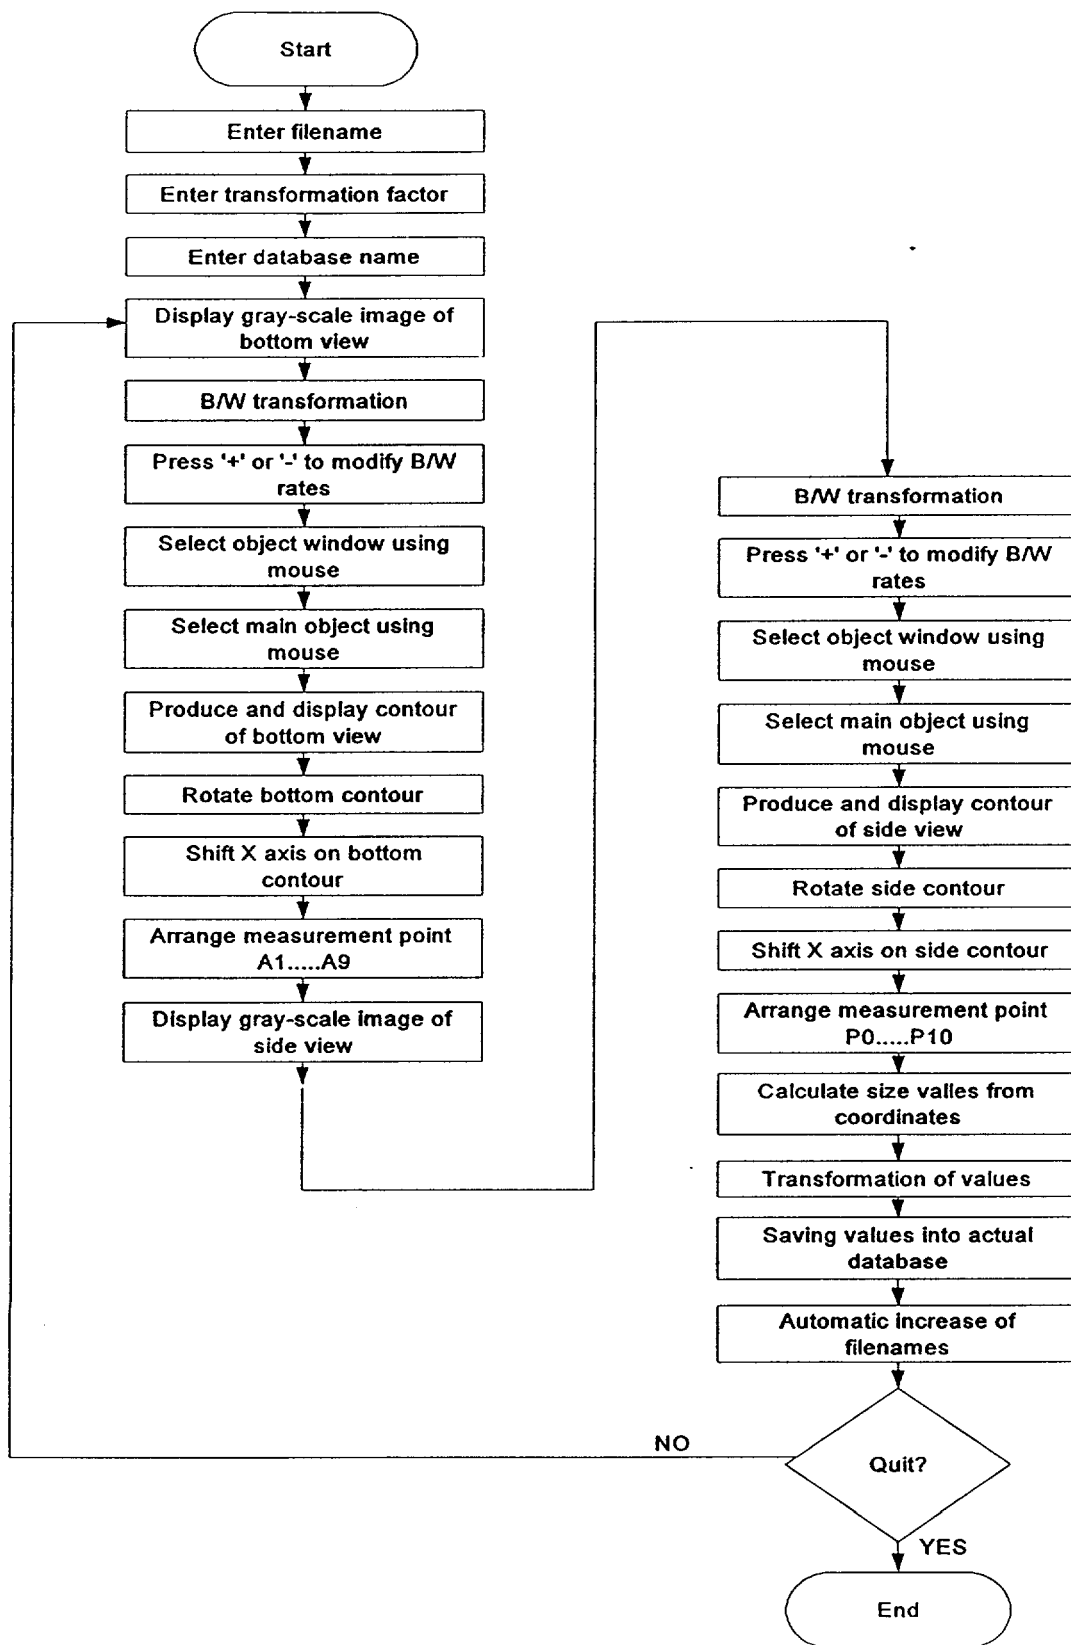 Start
Enter filename
Enter transformation factor
Enter database name
Display gray-scale image of
bottom view
B/W transformation
Press '+' or '-' to modify B/W
rates
Select object window using
mouse
Select main object using
mouse
Produce and display contour
of bottom view
Rotate bottom contour
Shift X axis on bottom
contour
Arrange measurement point
A1.....A9
Display gray-scale image of
side view
B/W transformation
Press '+' or '-' to modify B/W
rates
Select object window using
mouse
Select main object using
mouse
Produce and display contour
of side view
Rotate side contour
Shift X axis on side contour
Arrange measurement point
P0.....P10
Calculate size valles from
coordinates
Transformation of values
Saving values into actual
database
Automatic increase of
filenames
NO
Quit?
YES
End